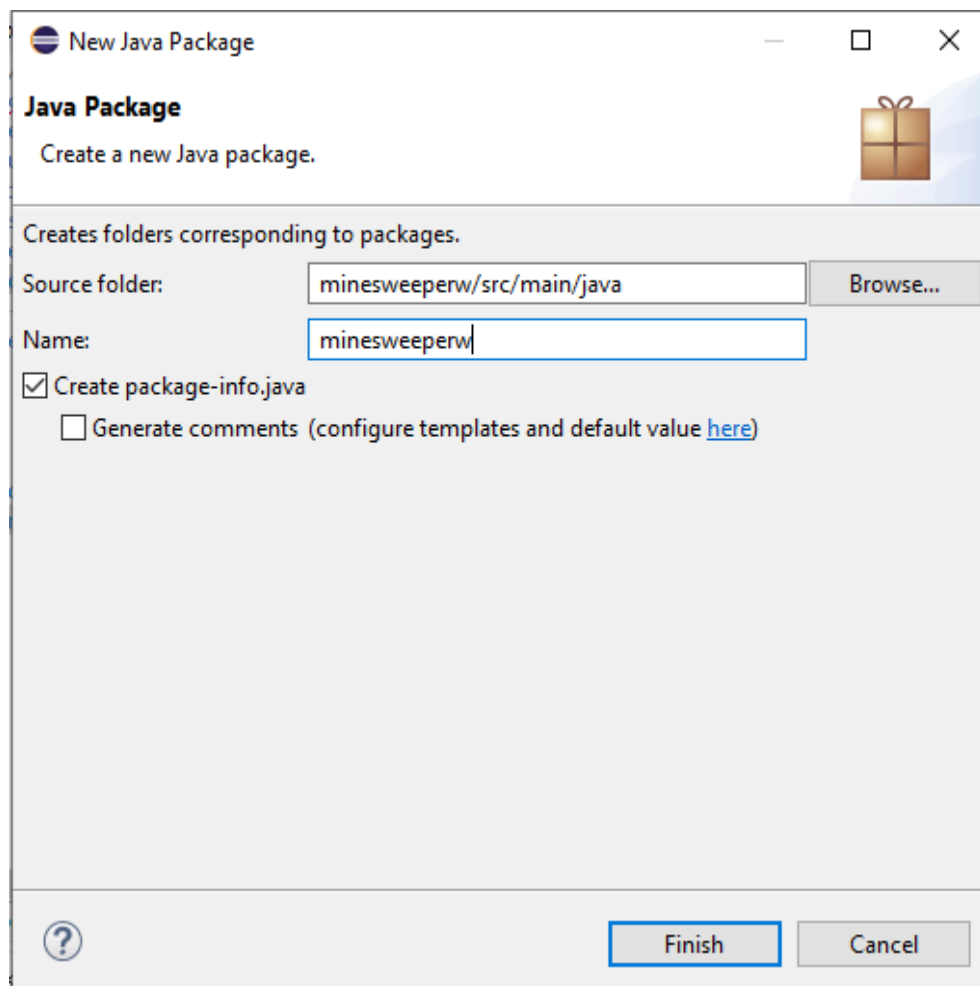 New Java Package
Java Package
Create a new Java package.
Creates folders corresponding to packages.
Source folder: minesweeperw/src/main/java Browse...
Name: minesweeperw
Create package-info.java
Generate comments (configure templates and default value here)
? Finish Cancel